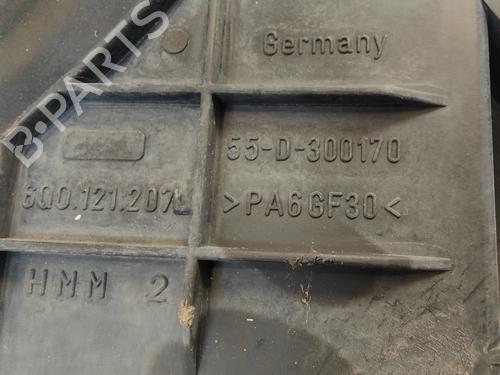 Germany
55-D-300170
6Q0.121.207L
>PA6GF30<
HMM 2
B-PARTS